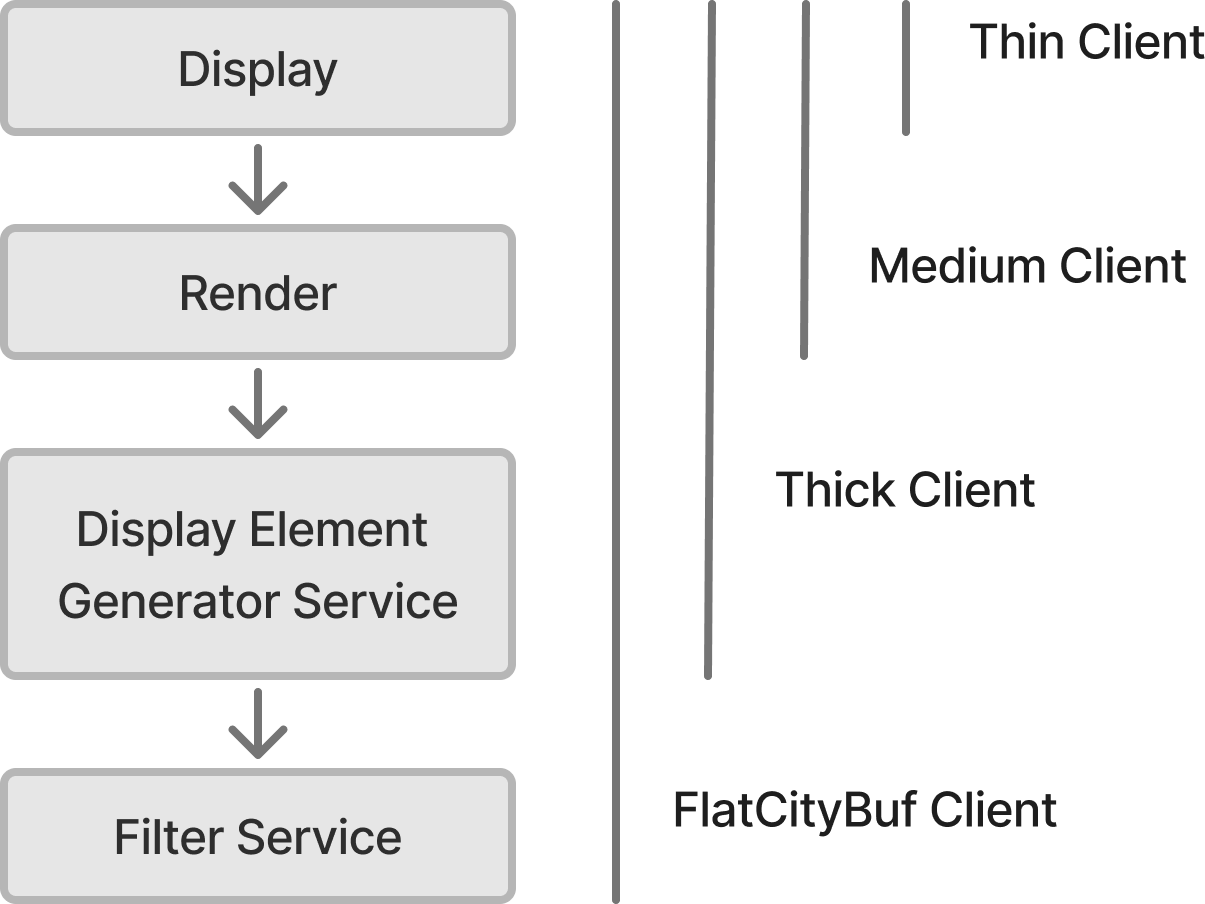 Display
Thin Client
Render
Medium Client
Display Element
Generator Service
Thick Client
Filter Service
FlatCityBuf Client